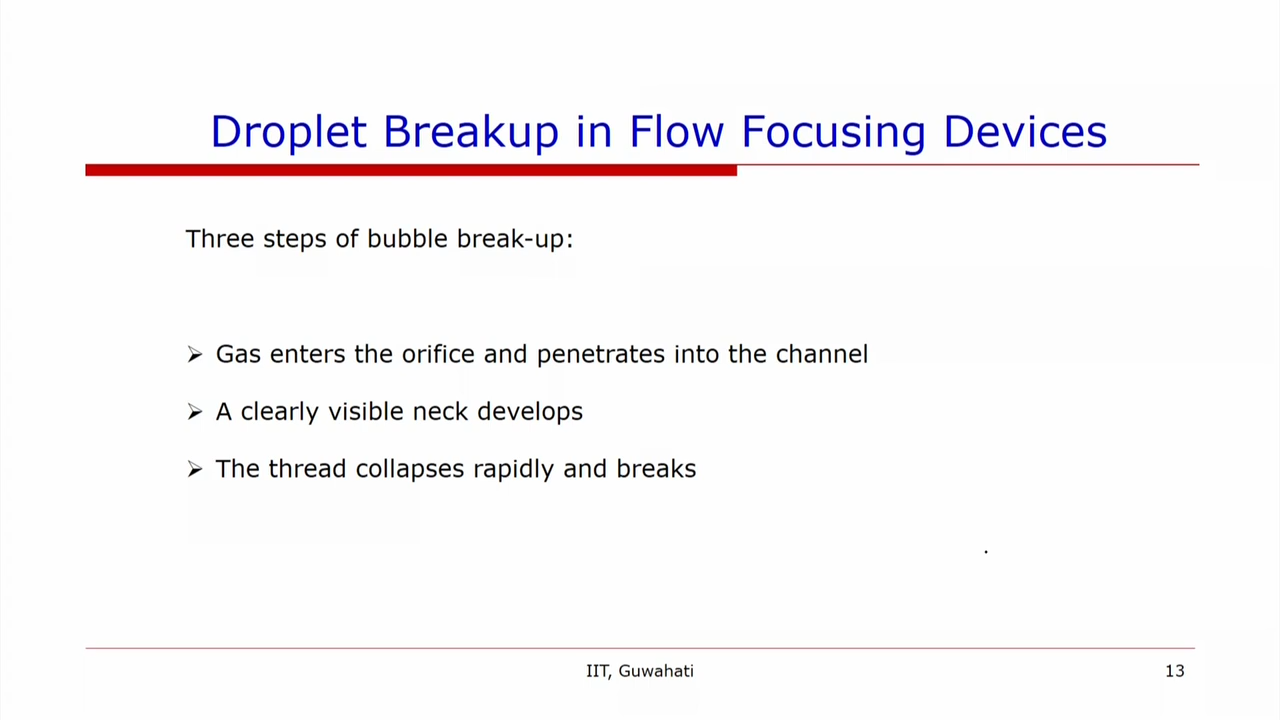 Droplet Breakup in Flow Focusing Devices
Three steps of bubble break-up:
➢ Gas enters the orifice and penetrates into the channel
➢ A clearly visible neck develops
➢ The thread collapses rapidly and breaks
.
IIT, Guwahati
13